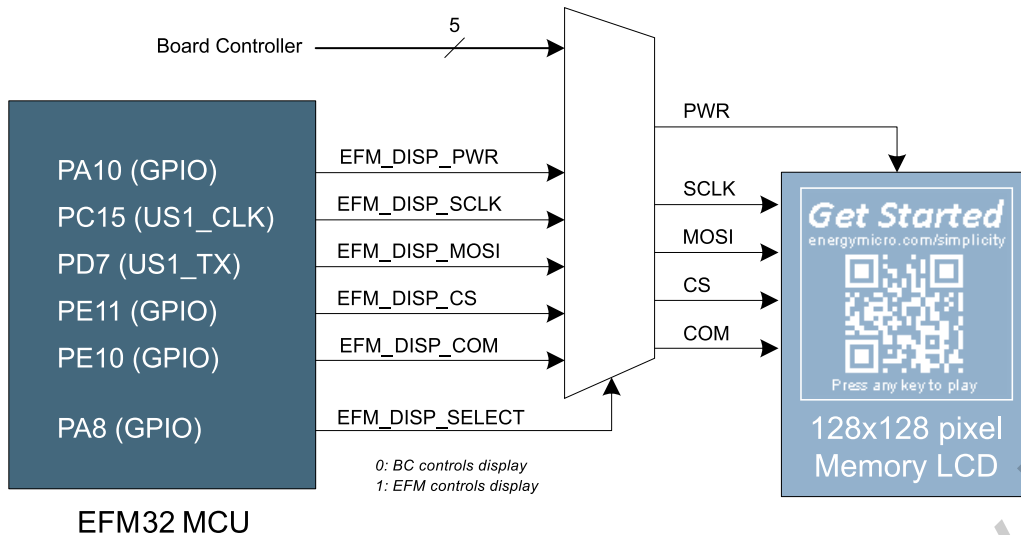 5
Board Controller
PA10 (GPIO)
PC15 (US1_CLK)
PD7 (US1_TX)
PE11 (GPIO)
PE10 (GPIO)
PA8 (GPIO)
EFM_DISP_PWR
EFM_DISP_SCLK
EFM_DISP_MOSI
EFM_DISP_CS
EFM_DISP_COM
EFM_DISP_SELECT
0: BC controls display
1: EFM controls display
EFM32 MCU
PWR
SCLK
MOSI
CS
COM
Get Started
energymicro.com/simplicity
Press any key to play
128x128 pixel
Memory LCD